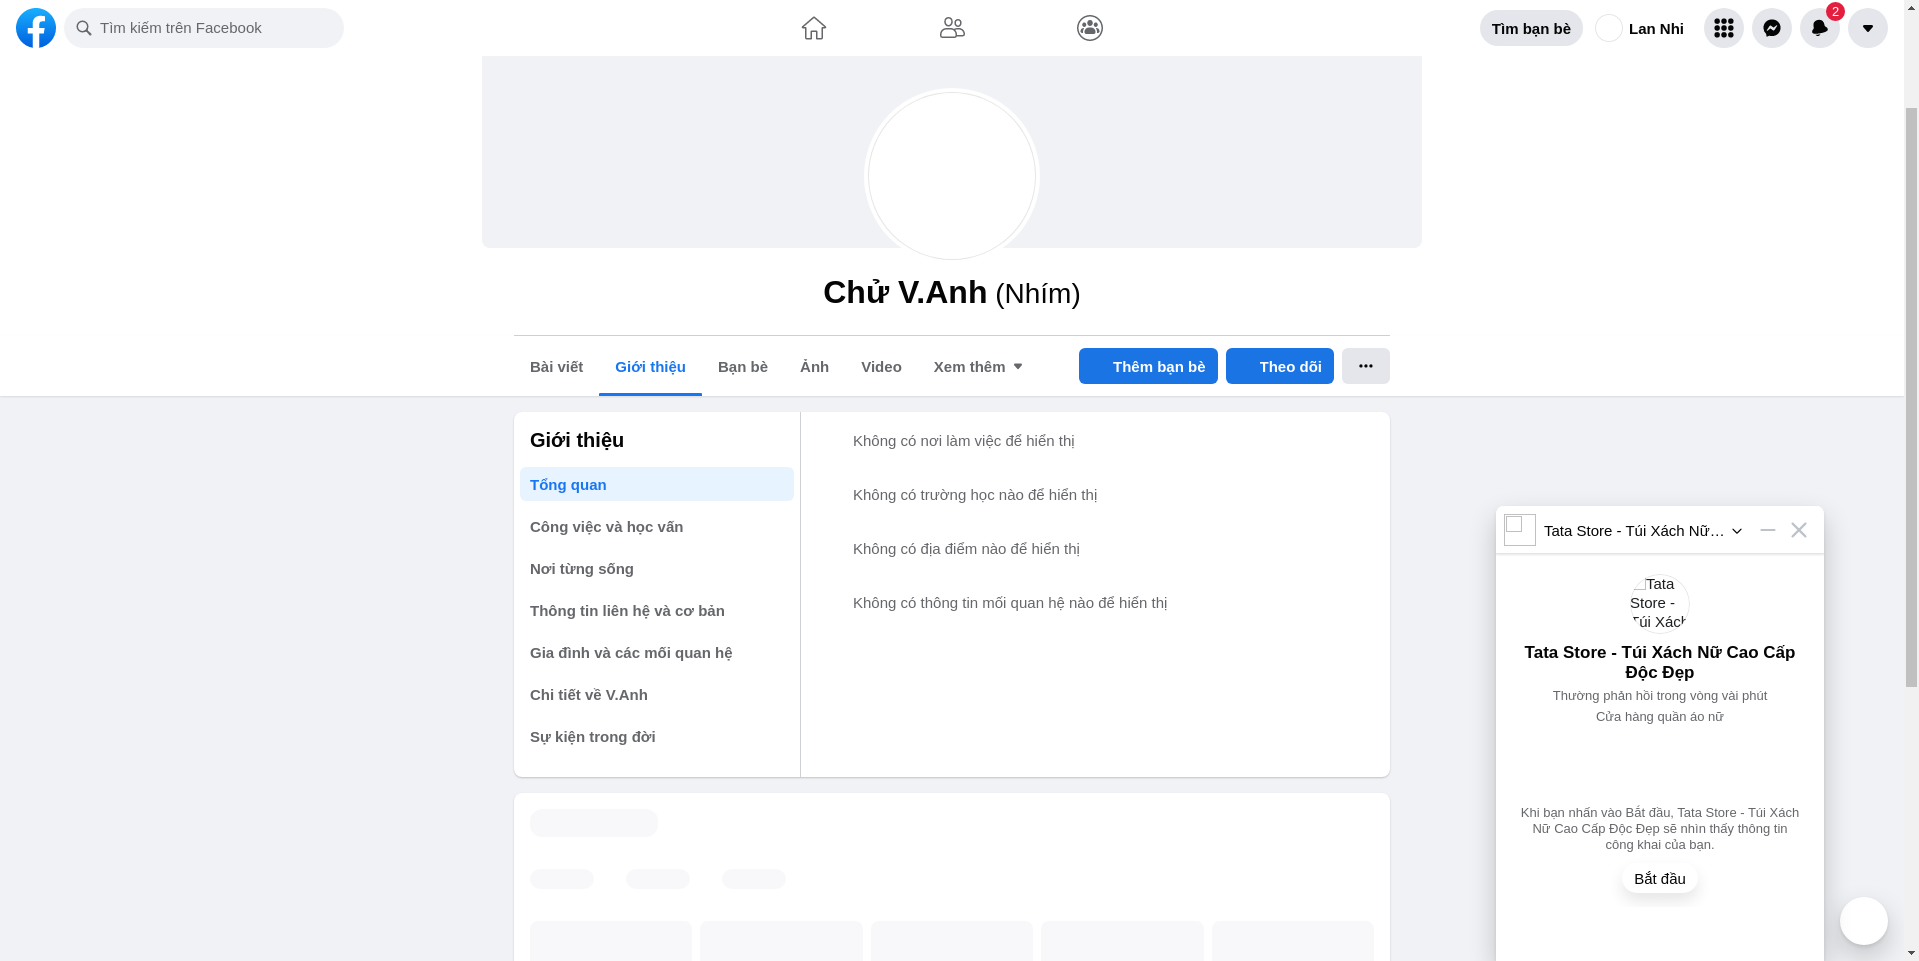 Tìm kiếm trên Facebook
Tìm bạn bè
Lan Nhi
2
Chử V.Anh (Nhím)
Bài viết
Giới thiệu
Bạn bè
Ảnh
Video
Xem thêm
Thêm bạn bè
Theo dõi
Giới thiệu
Tổng quan
Công việc và học vấn
Nơi từng sống
Thông tin liên hệ và cơ bản
Gia đình và các mối quan hệ
Chi tiết về V.Anh
Sự kiện trong đời
Không có nơi làm việc để hiển thị
Không có trường học nào để hiển thị
Không có địa điểm nào để hiển thị
Không có thông tin mối quan hệ nào để hiển thị
Tata Store - Túi Xách Nữ…
Tata
Store -
Túi Xách
Tata Store - Túi Xách Nữ Cao Cấp
Độc Đẹp
Thường phản hồi trong vòng vài phút
Cửa hàng quần áo nữ
Khi bạn nhấn vào Bắt đầu, Tata Store - Túi Xách
Nữ Cao Cấp Độc Đẹp sẽ nhìn thấy thông tin
công khai của bạn.
Bắt đầu